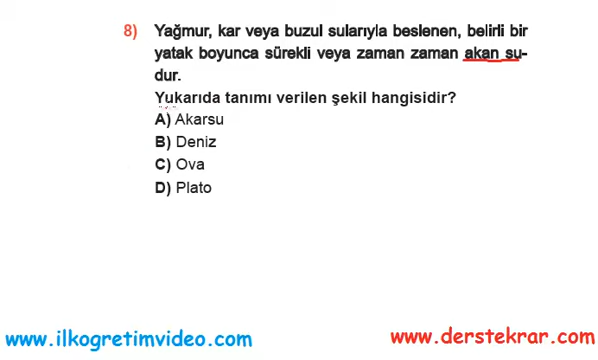 8) Yağmur, kar veya buzul sularıyla beslenen, belirli bir
yatak boyunca sürekli veya zaman zaman akan su-
dur.
Yukarıda tanımı verilen şekil hangisidir?
A) Akarsu
B) Deniz
C) Ova
D) Plato
www.ilkogretimvideo.com
www.derstekrar.com